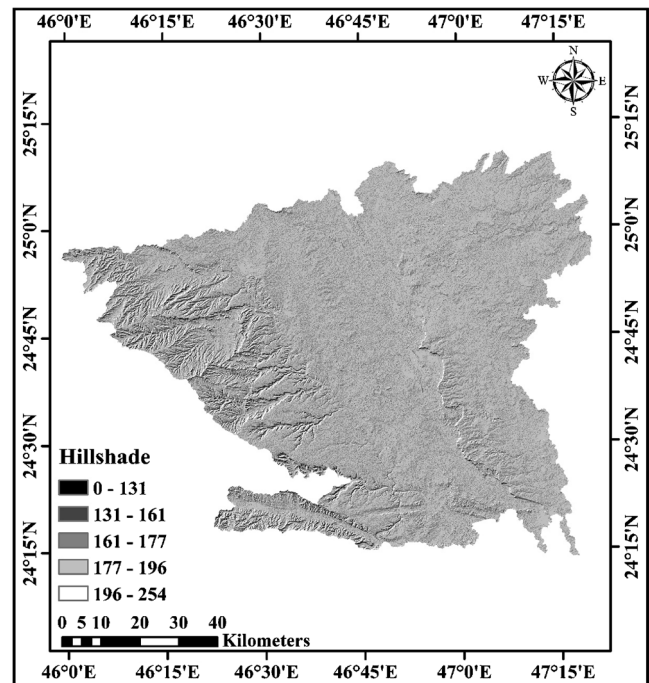 46°0'E 46°15'E 46°30'E 46°45'E 47°0'E 47°15'E
N
W E
S
25°15'N 25°15'N
25°0'N 25°0'N
24°45'N 24°45'N
24°30'N 24°30'N
24°15'N 24°15'N
Hillshade
0 - 131
131 - 161
161 - 177
177 - 196
196 - 254
0 5 10 20 30 40
Kilometers
46°0'E 46°15'E 46°30'E 46°45'E 47°0'E 47°15'E